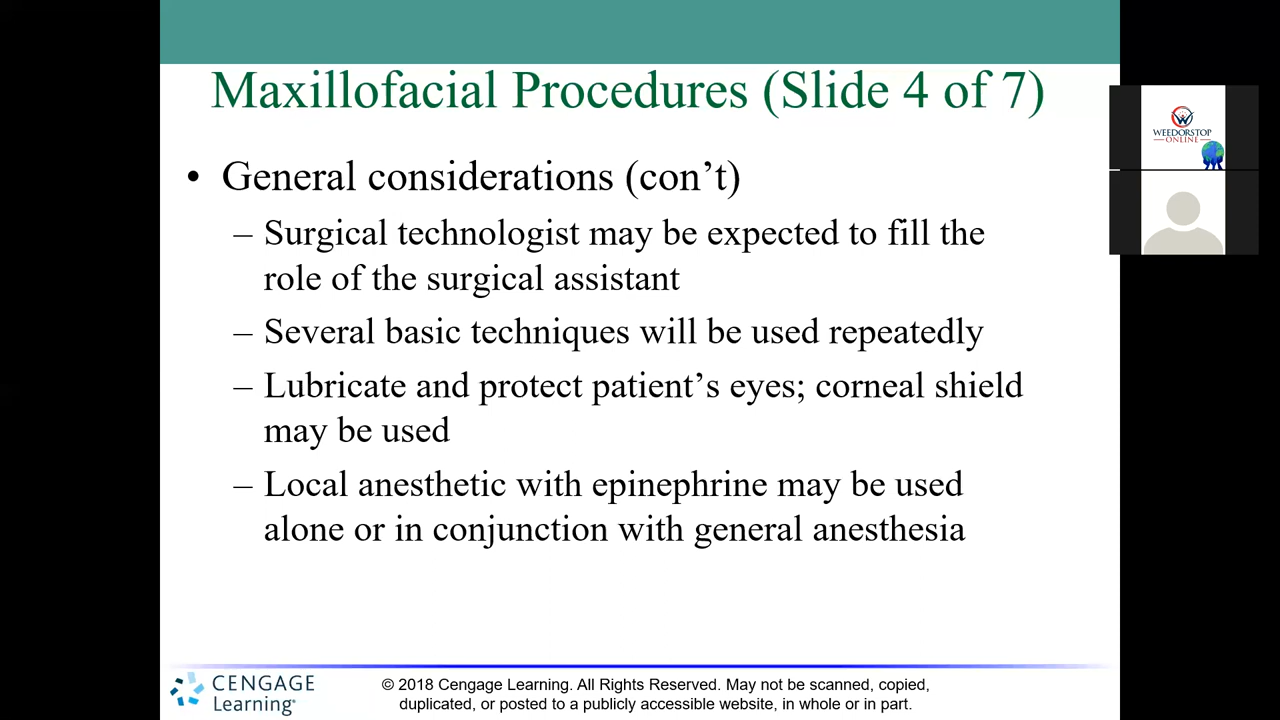 Maxillofacial Procedures (Slide 4 of 7)
• General considerations (con’t)
– Surgical technologist may be expected to fill the
role of the surgical assistant
– Several basic techniques will be used repeatedly
– Lubricate and protect patient’s eyes; corneal shield
may be used
– Local anesthetic with epinephrine may be used
alone or in conjunction with general anesthesia
CENGAGE
Learning®
© 2018 Cengage Learning. All Rights Reserved. May not be scanned, copied,
duplicated, or posted to a publicly accessible website, in whole or in part.
WEEDORSTOP
ONLINE